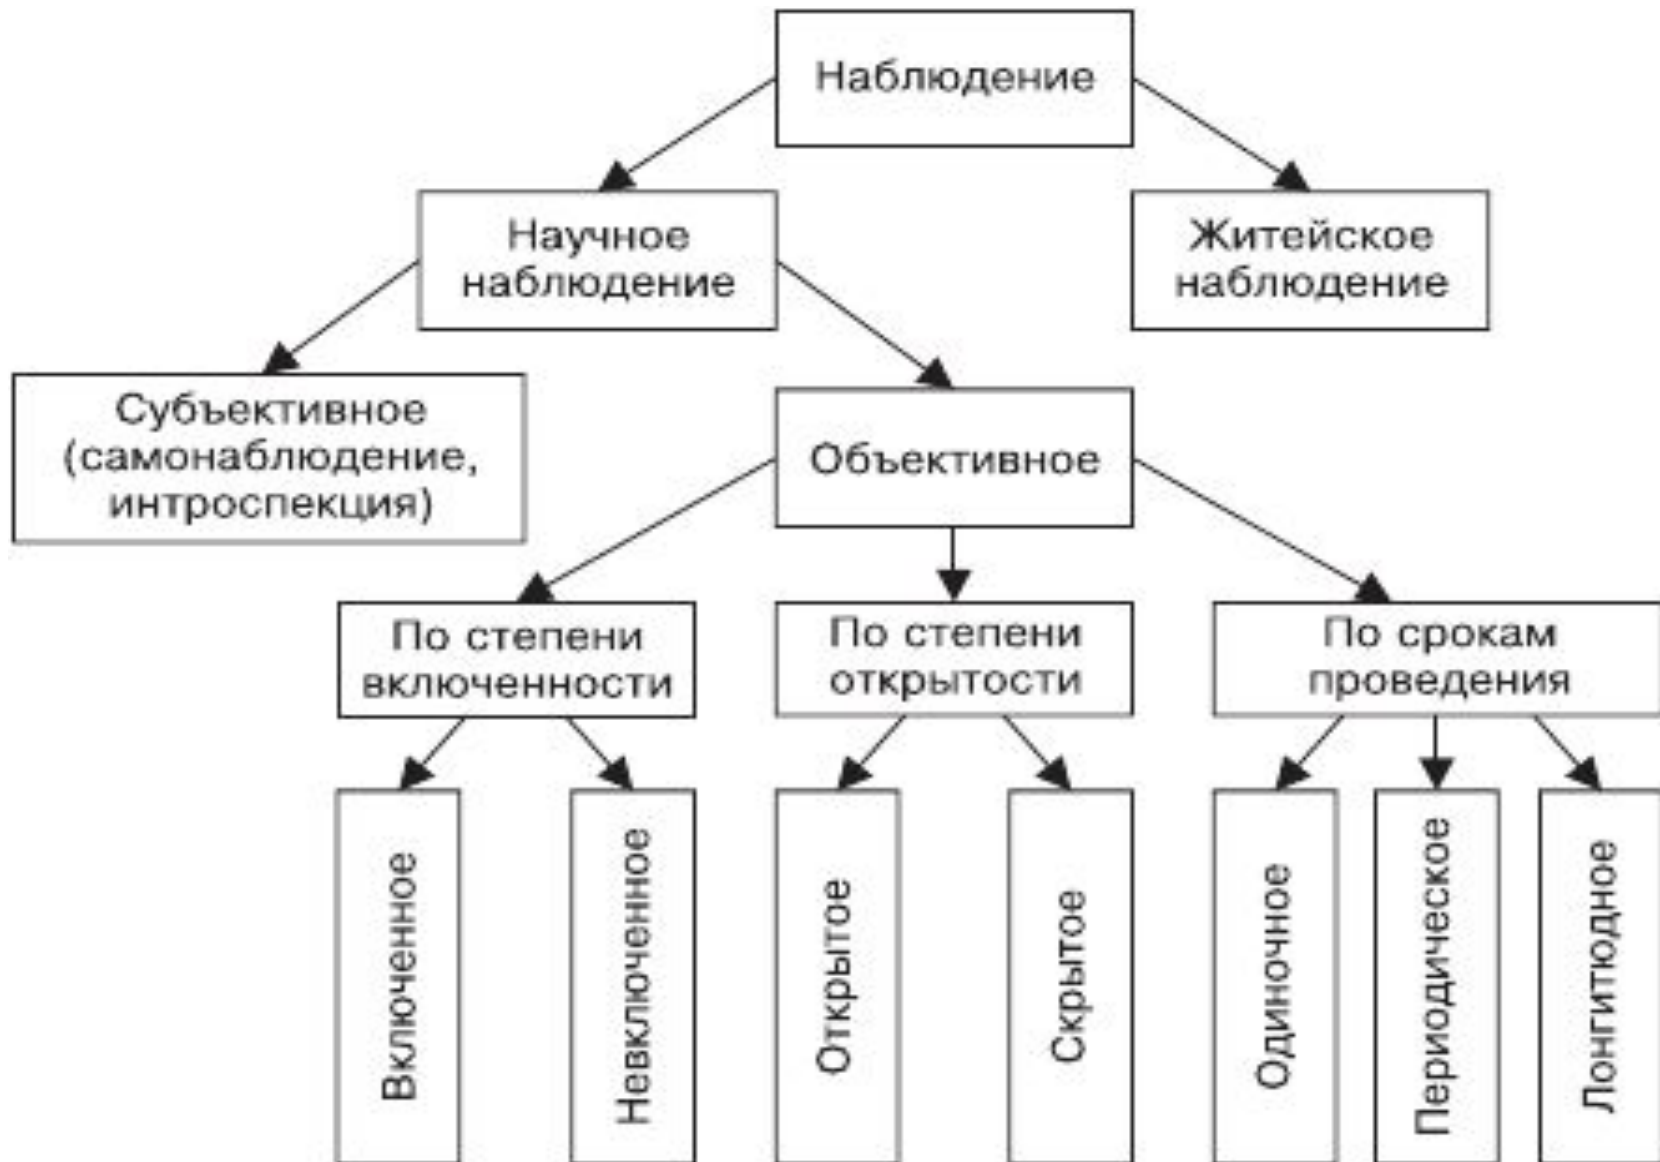 Наблюдение
Научное
наблюдение
Житейское
наблюдение
Субъективное
(самонаблюдение,
интроспекция)
Объективное
По степени
включенности
По степени
открытости
По срокам
проведения
Включенное
Невключенное
Открытое
Скрытое
Одиночное
Периодическое
Лонгитюдное